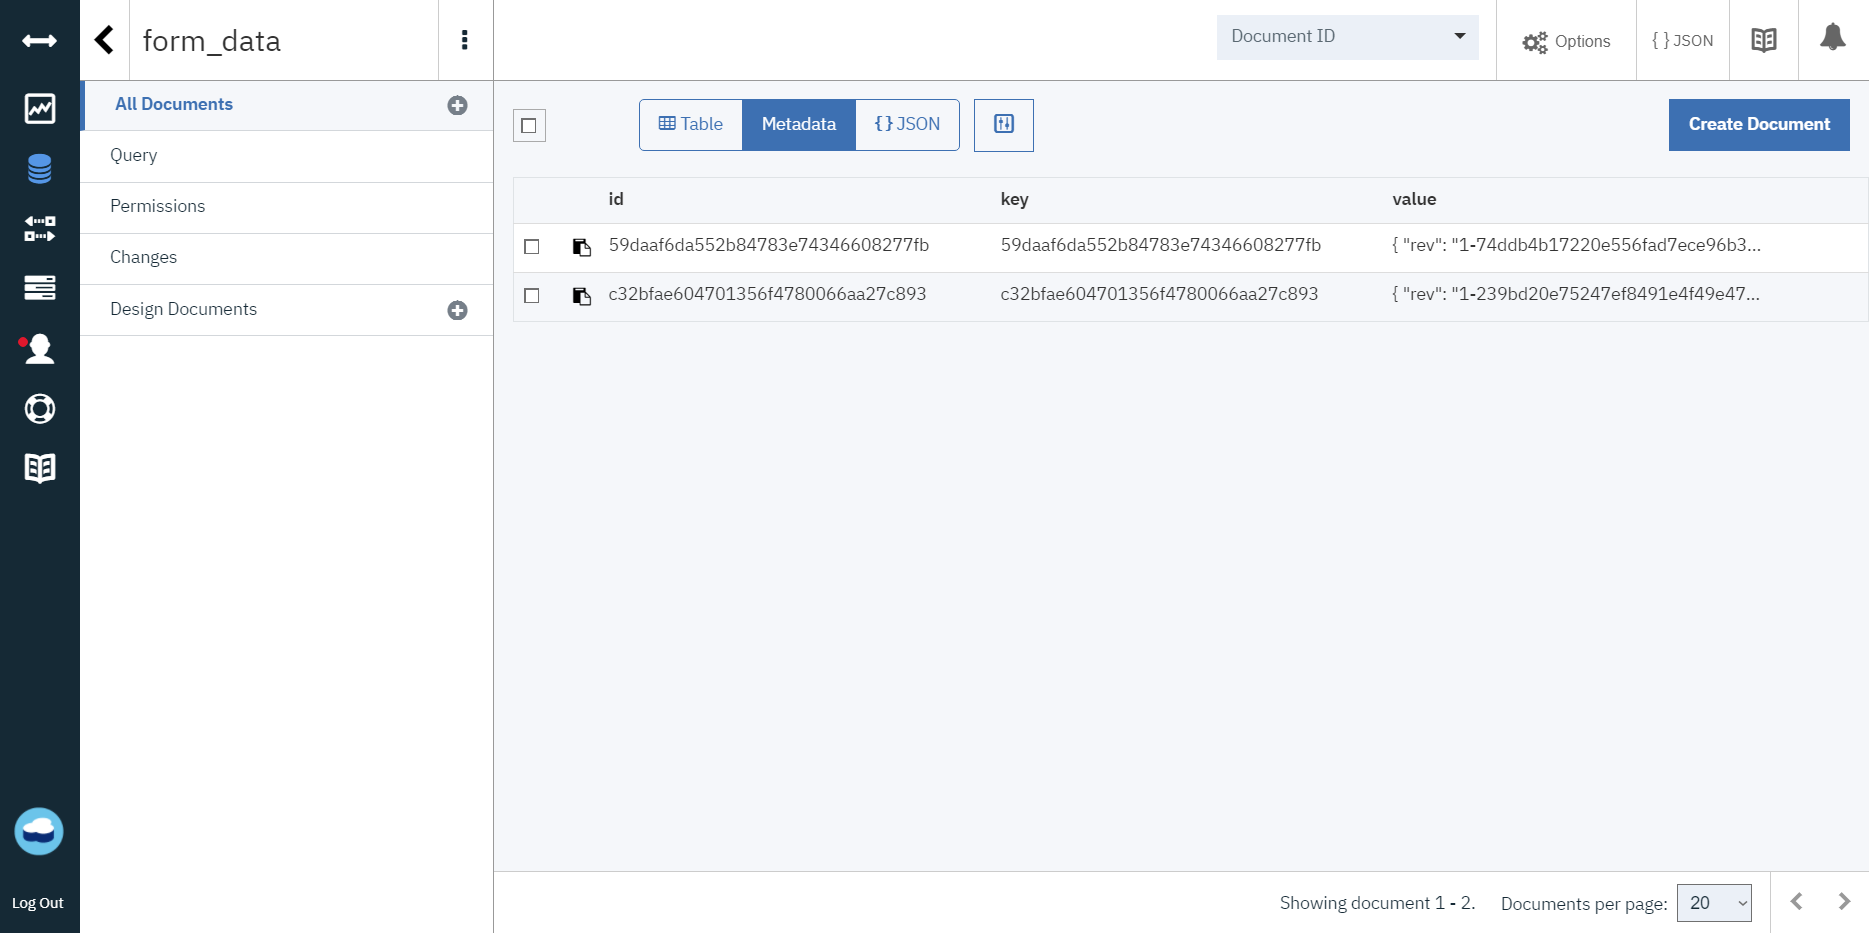 form_data
Document ID
Options
{ } JSON
All Documents
Query
Permissions
Changes
Design Documents
Table
Metadata
{ } JSON
Create Document
id key value
59daaf6da552b84783e74346608277fb 59daaf6da552b84783e74346608277fb { "rev": "1-74ddb4b17220e556fad7ece96b3...
c32bfae604701356f4780066aa27c893 c32bfae604701356f4780066aa27c893 { "rev": "1-239bd20e75247ef8491e4f49e47...
Log Out
Showing document 1 - 2. Documents per page: 20